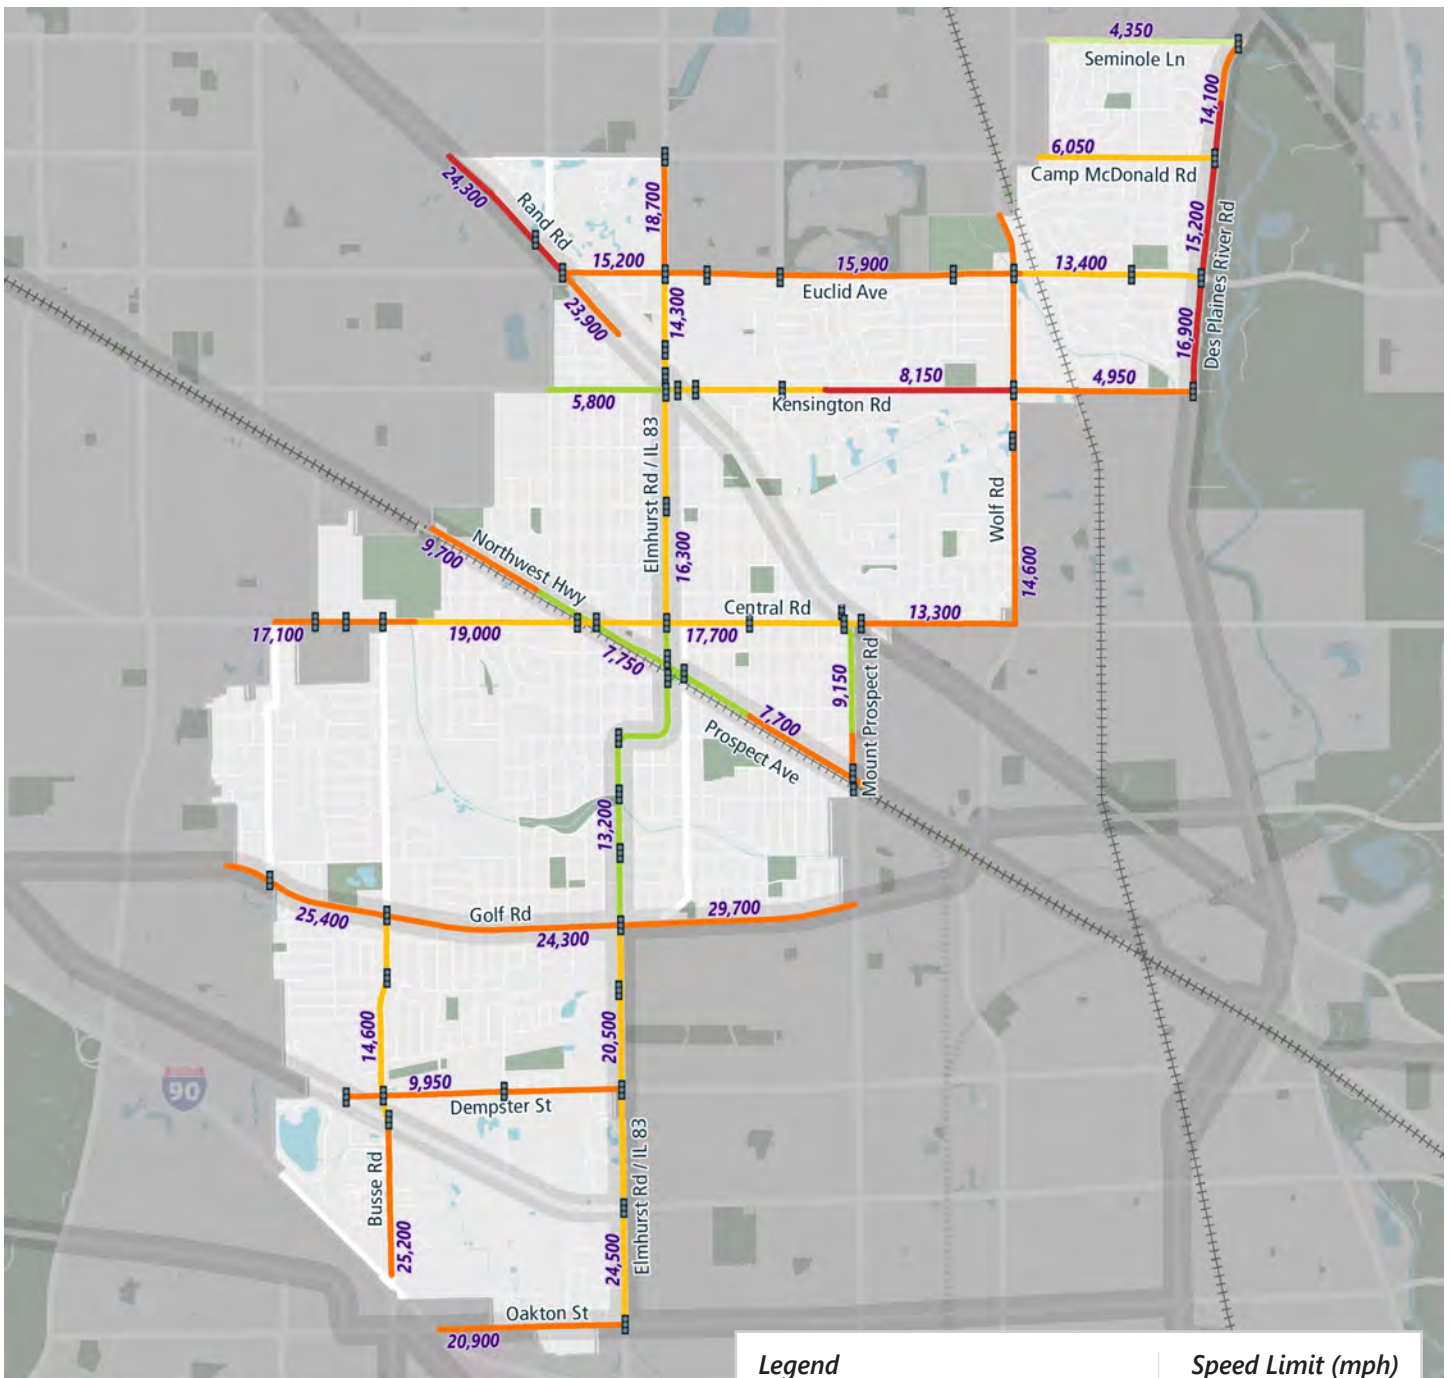 4,350
Seminole Ln
14,100
6,050
Camp McDonald Rd
24,300
Rand Rd
18,700
15,200
Des Plaines River Rd
15,200
15,900
13,400
Euclid Ave
23,900
14,300
16,900
8,150
4,950
5,800
Kensington Rd
Elmhurst Rd / IL 83
Wolf Rd
Northwest Hwy
9,700
16,300
14,600
Central Rd
13,300
17,100
19,000
17,700
7,750
9,150
Mount Prospect Rd
7,700
Prospect Ave
13,200
25,400
Golf Rd
29,700
24,300
14,600
20,500
90
9,950
Dempster St
Busse Rd
Elmhurst Rd / IL 83
25,200
24,500
Oakton St
20,900
Legend
Speed Limit (mph)